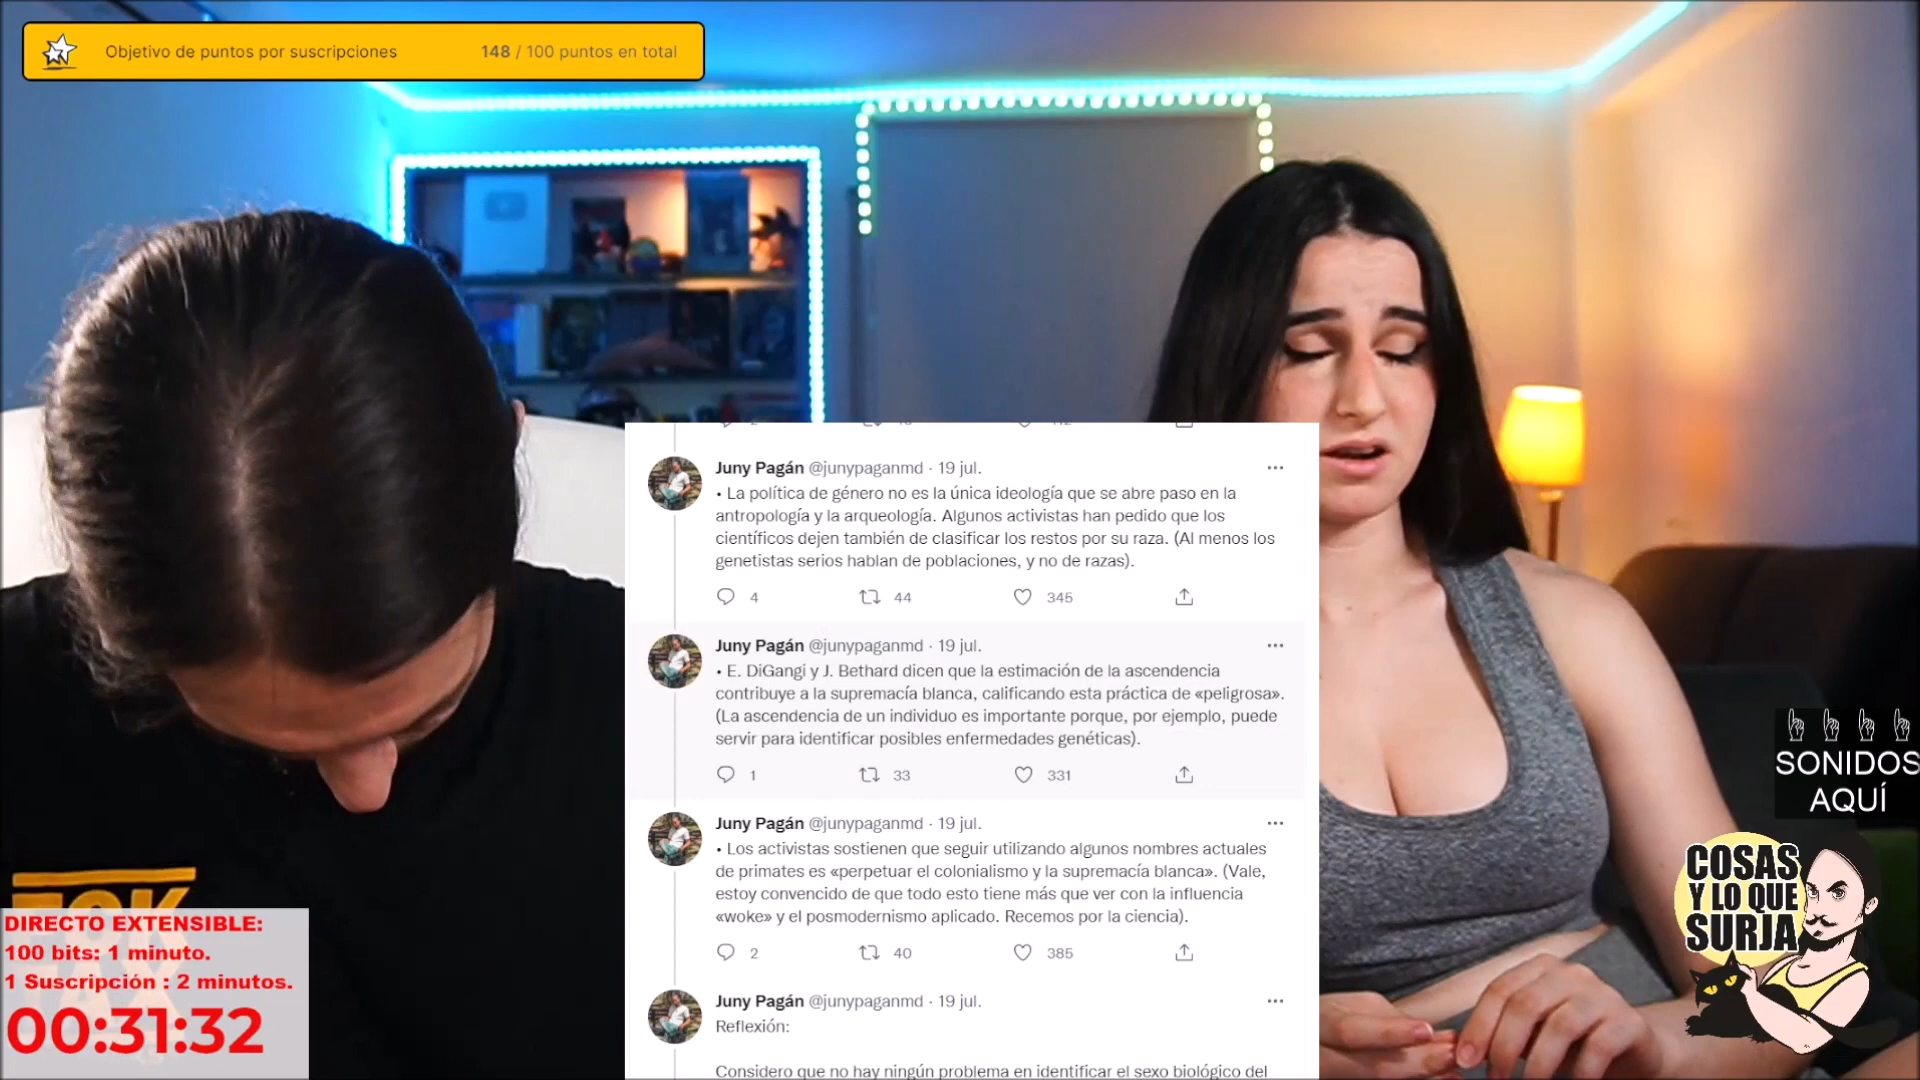 Objetivo de puntos por suscripciones 148 / 100 puntos en total
Juny Pagán @junypaganmd · 19 jul.
• La política de género no es la única ideología que se abre paso en la
antropología y la arqueología. Algunos activistas han pedido que los
científicos dejen también de clasificar los restos por su raza. (Al menos los
genetistas serios hablan de poblaciones, y no de razas).
4 44 345
Juny Pagán @junypaganmd · 19 jul.
• E. DiGangi y J. Bethard dicen que la estimación de la ascendencia
contribuye a la supremacía blanca, calificando esta práctica de «peligrosa».
(La ascendencia de un individuo es importante porque, por ejemplo, puede
servir para identificar posibles enfermedades genéticas).
1 33 331
Juny Pagán @junypaganmd · 19 jul.
• Los activistas sostienen que seguir utilizando algunos nombres actuales
de primates es «perpetuar el colonialismo y la supremacía blanca». (Vale,
estoy convencido de que todo esto tiene más que ver con la influencia
«woke» y el posmodernismo aplicado. Recemos por la ciencia).
2 40 385
Juny Pagán @junypaganmd · 19 jul.
Reflexión:
Considero que no hay ningún problema en identificar el sexo biológico del
DIRECTO EXTENSIBLE:
100 bits: 1 minuto.
1 Suscripción : 2 minutos.
00:31:32
SONIDOS
AQUÍ
COSAS
Y LO QUE
SURJA